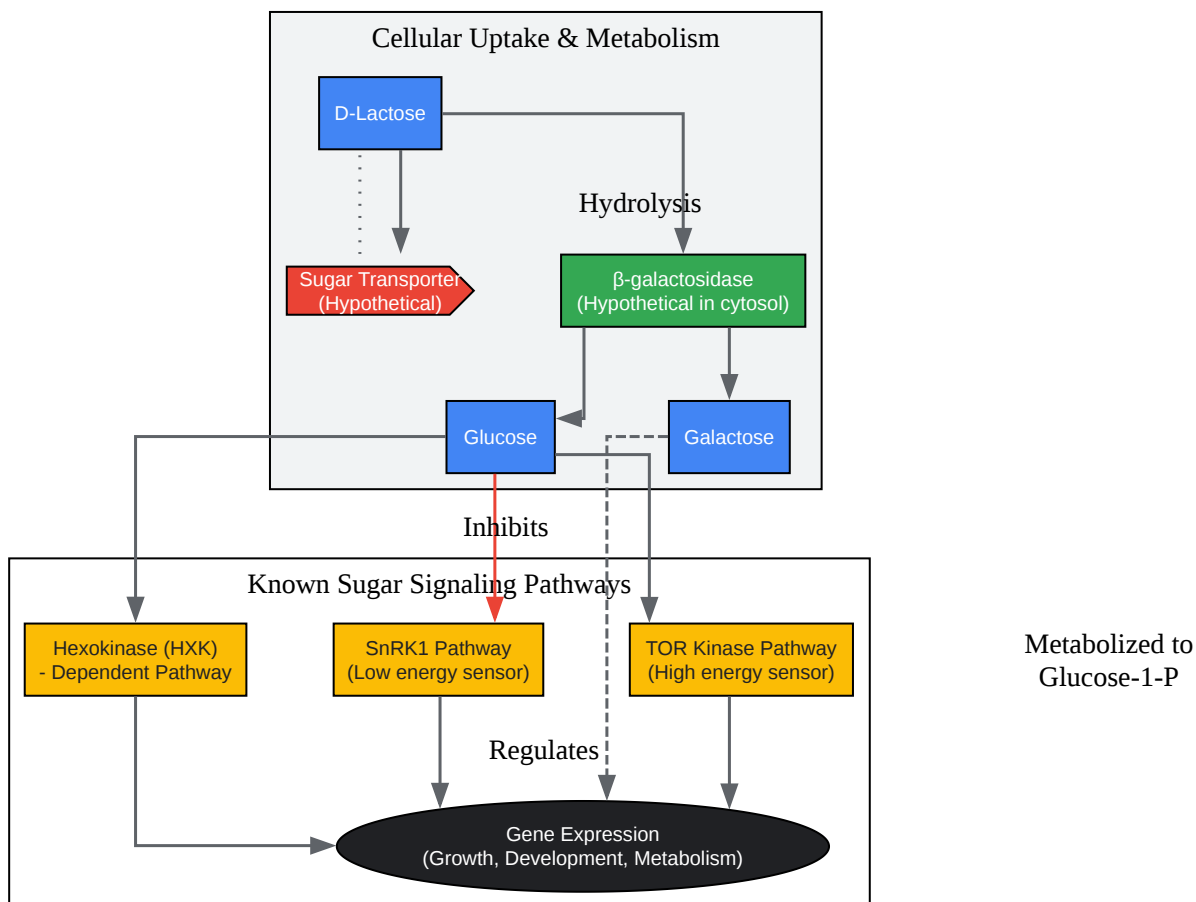 Cellular Uptake & Metabolism
D-Lactose
Hydrolysis
Sugar Transporter
(Hypothetical)
β-galactosidase
(Hypothetical in cytosol)
Glucose
Galactose
Inhibits
Known Sugar Signaling Pathways
Hexokinase (HXK)
- Dependent Pathway
SnRK1 Pathway
(Low energy sensor)
TOR Kinase Pathway
(High energy sensor)
Metabolized to
Glucose-1-P
Regulates
Gene Expression
(Growth, Development, Metabolism)